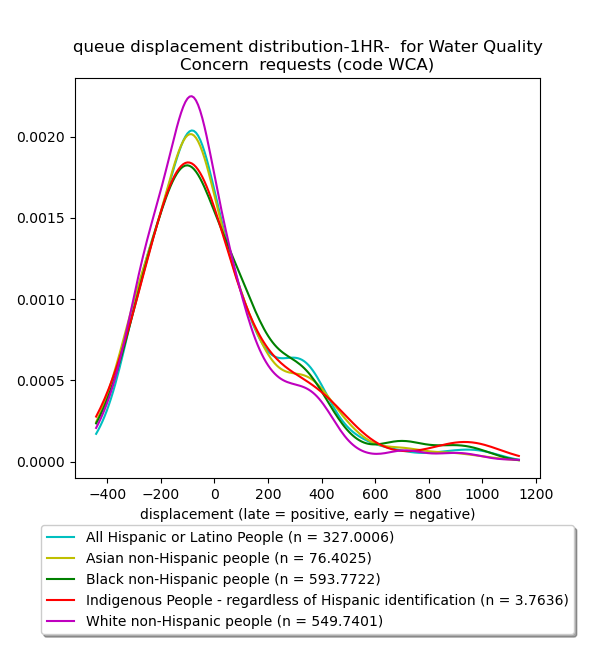 queue displacement distribution-1HR-  for Water Quality
Concern  requests (code WCA)
0.0020
0.0015
0.0010
0.0005
0.0000
−400 −200 0 200 400 600 800 1000 1200
displacement (late = positive, early = negative)
All Hispanic or Latino People (n = 327.0006)
Asian non-Hispanic people (n = 76.4025)
Black non-Hispanic people (n = 593.7722)
Indigenous People - regardless of Hispanic identification (n = 3.7636)
White non-Hispanic people (n = 549.7401)